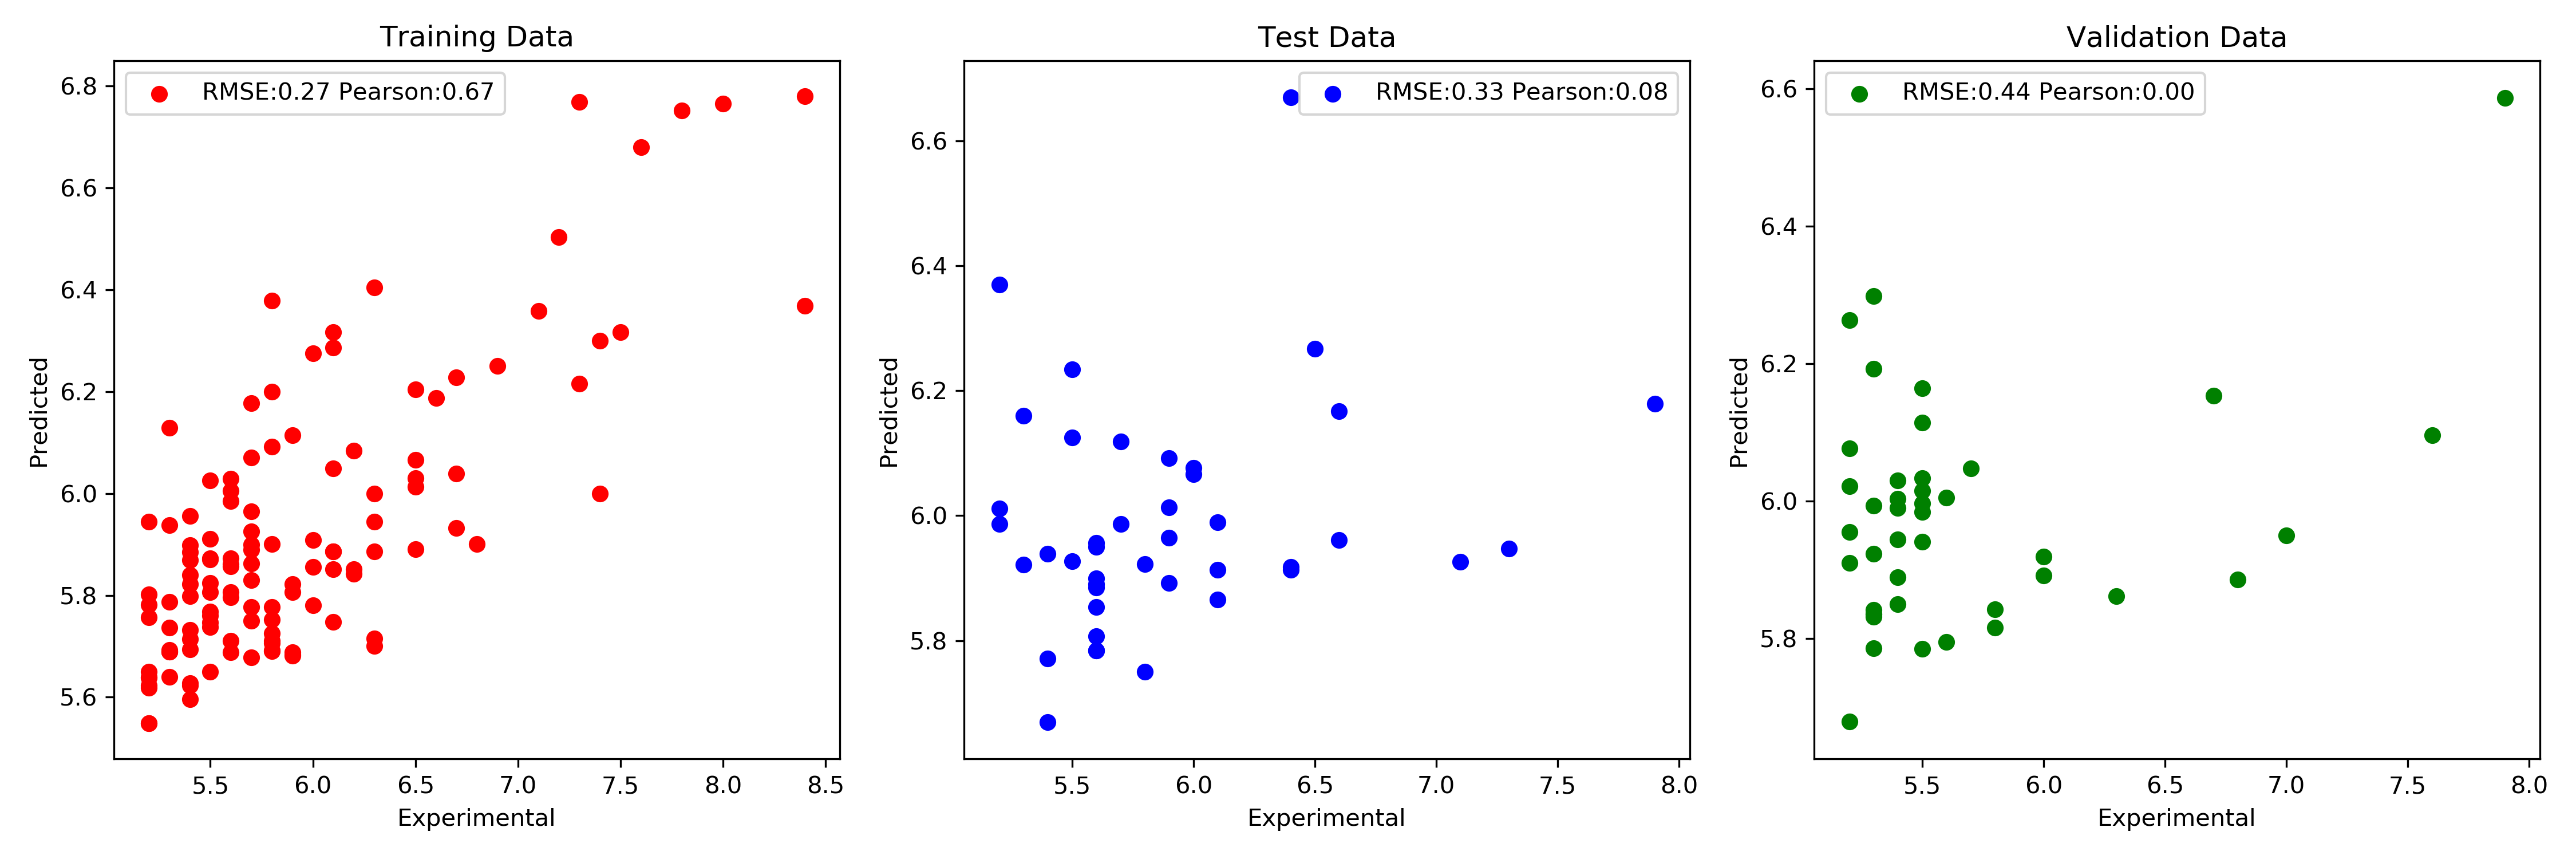 Training Data
RMSE:0.27 Pearson:0.67
6.8
6.6
6.4
6.2
6.0
5.8
5.6
Predicted
5.5 6.0 6.5 7.0 7.5 8.0 8.5
Experimental
Test Data
RMSE:0.33 Pearson:0.08
6.6
6.4
6.2
6.0
5.8
Predicted
5.5 6.0 6.5 7.0 7.5 8.0
Experimental
Validation Data
RMSE:0.44 Pearson:0.00
6.6
6.4
6.2
6.0
5.8
Predicted
5.5 6.0 6.5 7.0 7.5 8.0
Experimental